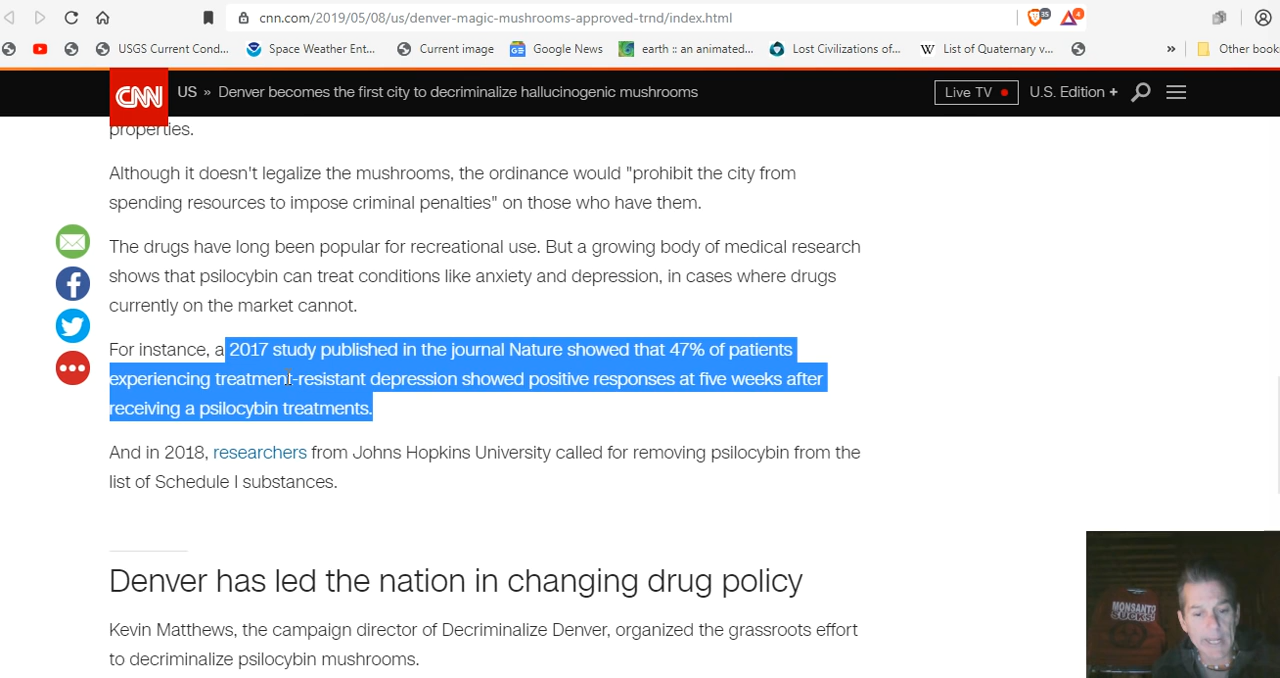 cnn.com/2019/05/08/us/denver-magic-mushrooms-approved-trnd/index.html
35
4
USGS Current Cond...
Space Weather Ent...
Current image
Google News
earth :: an animated...
Lost Civilizations of...
W List of Quaternary v...
»
Other book
CNN
US » Denver becomes the first city to decriminalize hallucinogenic mushrooms
Live TV
U.S. Edition +
properties.
Although it doesn't legalize the mushrooms, the ordinance would "prohibit the city from
spending resources to impose criminal penalties" on those who have them.
The drugs have long been popular for recreational use. But a growing body of medical research
shows that psilocybin can treat conditions like anxiety and depression, in cases where drugs
currently on the market cannot.
For instance, a 2017 study published in the journal Nature showed that 47% of patients
experiencing treatment-resistant depression showed positive responses at five weeks after
receiving a psilocybin treatments.
And in 2018, researchers from Johns Hopkins University called for removing psilocybin from the
list of Schedule I substances.
Denver has led the nation in changing drug policy
Kevin Matthews, the campaign director of Decriminalize Denver, organized the grassroots effort
to decriminalize psilocybin mushrooms.
MONSANTO
SUCKS!